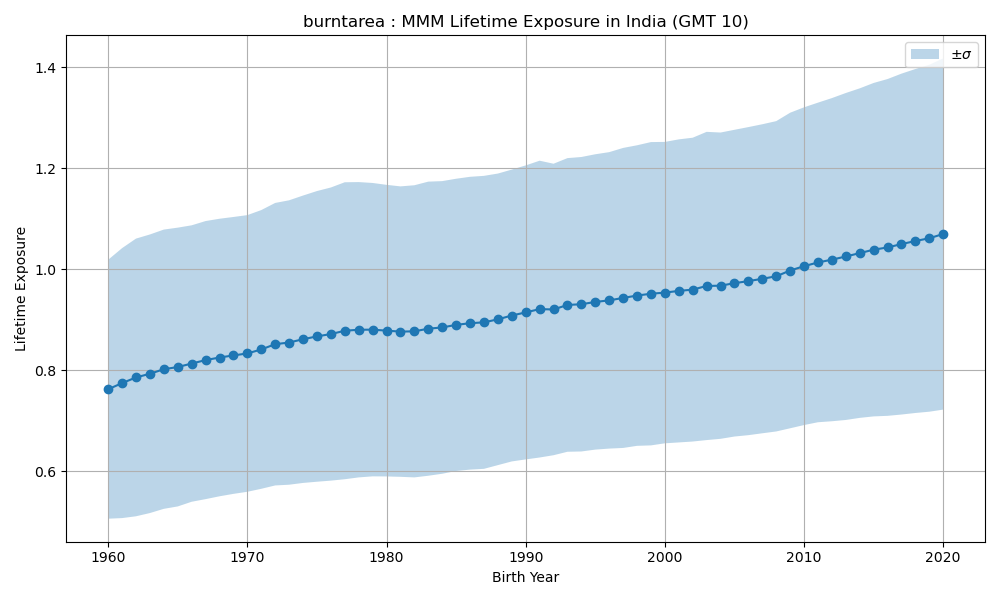 burntarea : MMM Lifetime Exposure in India (GMT 10)
±σ
1.4
1.2
1.0
0.8
0.6
Lifetime Exposure
1960 1970 1980 1990 2000 2010 2020
Birth Year